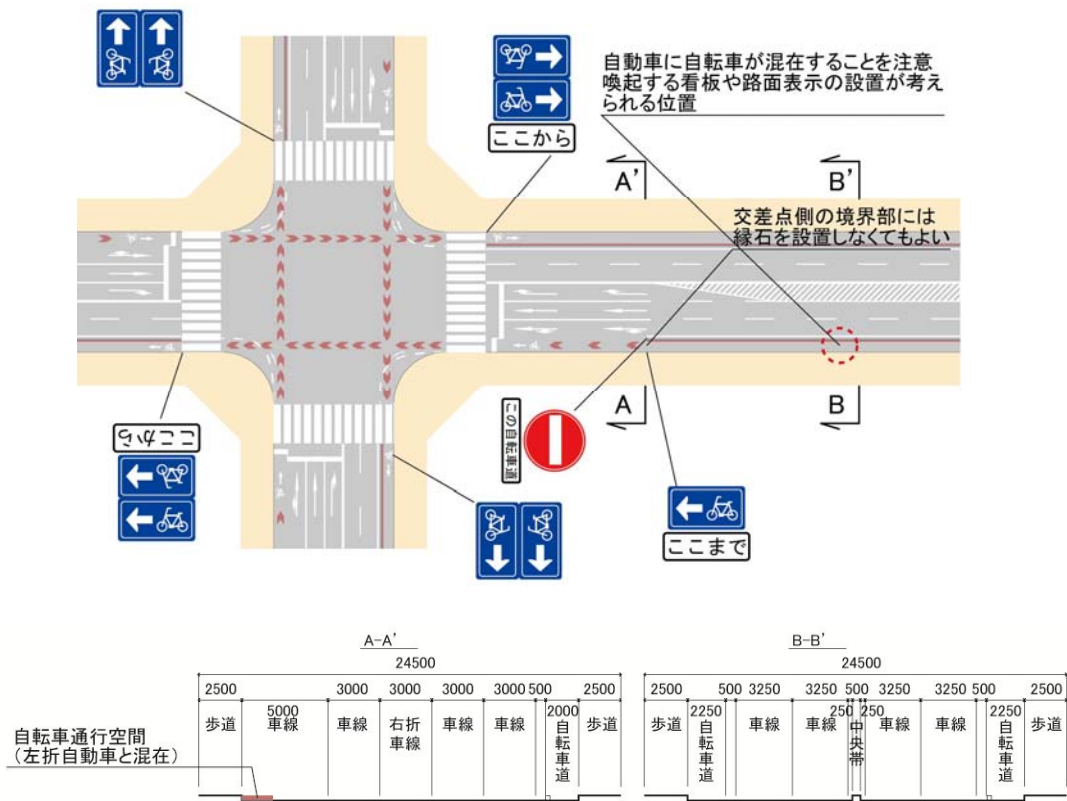 自動車に自転車が混在することを注意
喚起する看板や路面表示の設置が考え
られる位置
ここから
A'
B'
交差点側の境界部には
縁石を設置しなくてもよい
A
B
この自転車道
ここから
ここまで
A-A'
24500
2500
5000
3000
3000
3000
3000
500
2000
2500
歩道
車線
車線
右折
車線
車線
車線
自転車道
歩道
自転車通行空間
（左折自動車と混在）
B-B'
24500
2500
2250
500
3250
3250
250
500
250
3250
3250
500
2250
2500
歩道
自転車道
車線
車線
中央帯
車線
車線
自転車道
歩道